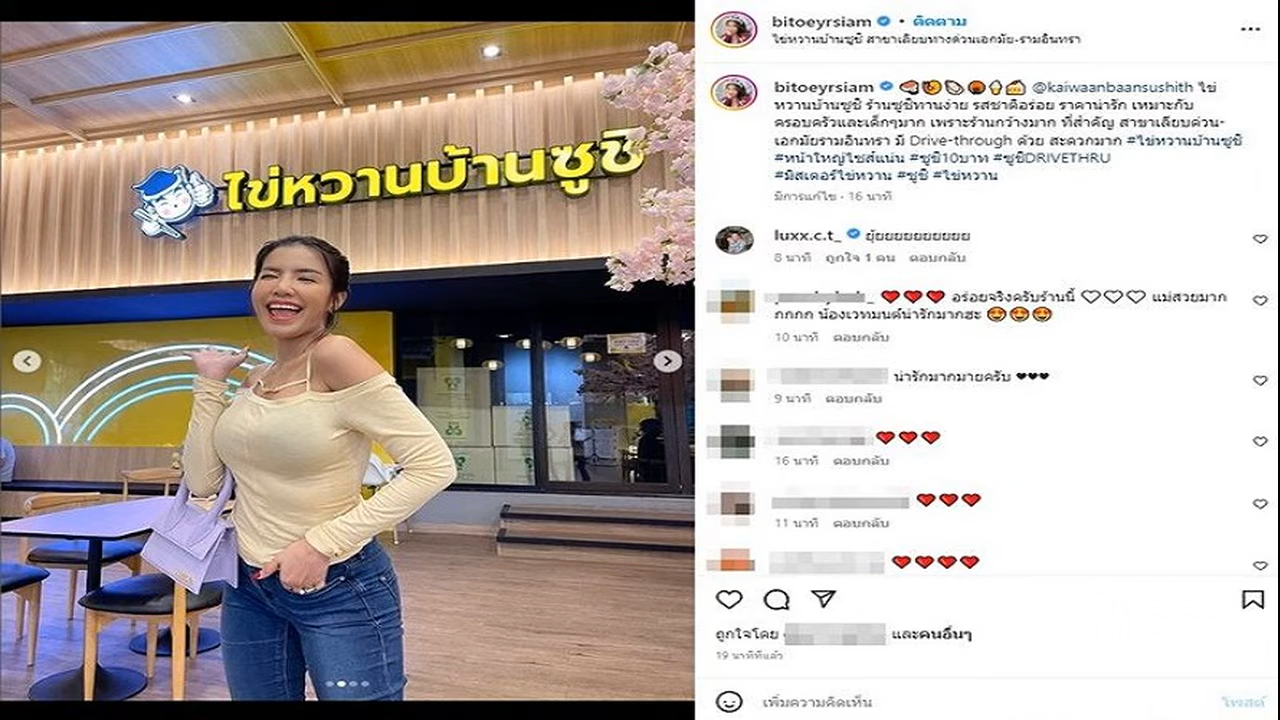 ไข่หวานบ้านซูชิ
bitoeyrsiam • ติดตาม
ไข่หวานบ้านซูชิ สาขาเลียบทางด่วนเอกมัย-รามอินทรา
bitoeyrsiam @kaiwaanbaansushith ไข่
หวานบ้านซูชิ ร้านซูชิทานง่าย รสชาติอร่อย ราคาน่ารัก เหมาะกับ
ครอบครัวและเด็กๆมาก เพราะร้านกว้างมาก ที่สำคัญ สาขาเลียบด่วน-
เอกมัยรามอินทรา มี Drive-through ด้วย สะดวกมาก #ไข่หวานบ้านซูชิ
#หน้าใหญ่ไซส์แน่น #ซูชิ10บาท #ซูชิDRIVETHRU
#มิสเตอร์ไข่หวาน #ซูชิ #ไข่หวาน
มีการแก้ไข · 16 นาที
luxx.c.t_ ยุ้ยยยยยยยยยยย
8 นาที ถูกใจ 1 คน ตอบกลับ
❤❤❤ อร่อยจริงครับร้านนี้ ♡♡♡ แม่สวยมาก
กกกก น้องเวทมนต์น่ารักมากฮะ 🤩🤩🤩
10 นาที ตอบกลับ
น่ารักมากมายครับ ♥♥♥
9 นาที ตอบกลับ
❤❤❤
16 นาที ตอบกลับ
❤❤❤
11 นาที ตอบกลับ
❤❤❤❤
ถูกใจโดย และคนอื่นๆ
19 นาทีที่แล้ว
เพิ่มความคิดเห็น
โพสต์